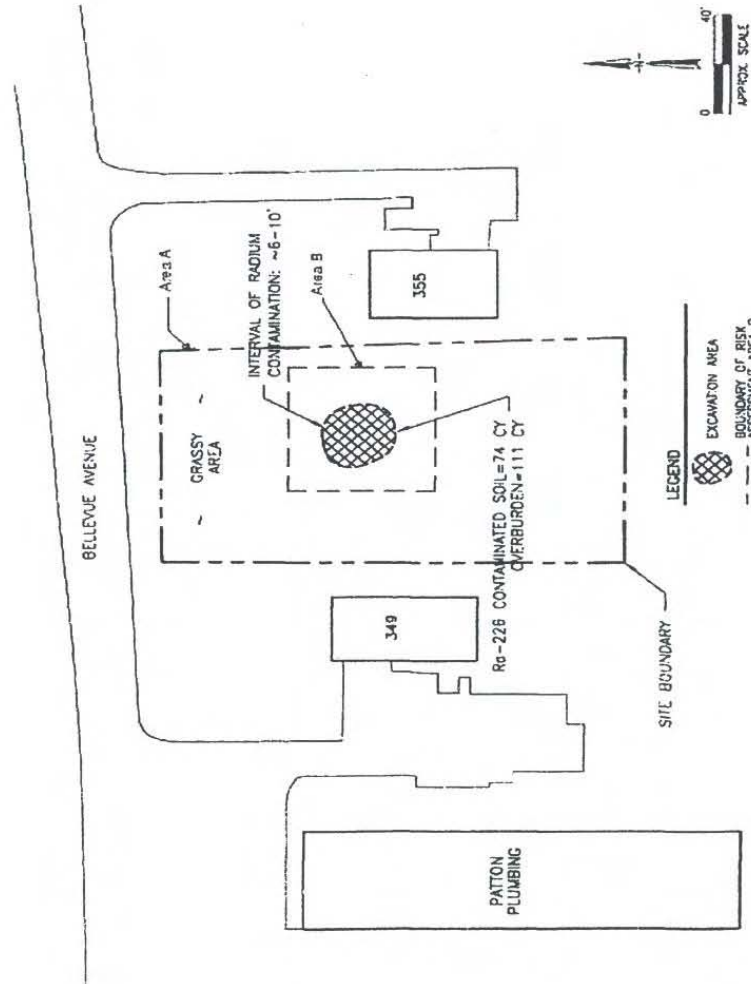 BELLEVUE AVENUE
Area A
~ GRASSY ~
AREA
INTERVAL OF RADIUM
CONTAMINATION: ~6-10'
Area B
355
349
Ra-226 CONTAMINATED SOIL=74 CY
OVERBURDEN=111 CY
PATTON
PLUMBING
SITE BOUNDARY
LEGEND
EXCAVATION AREA
BOUNDARY OF RISK
-N-
0 40'
APPROX. SCALE